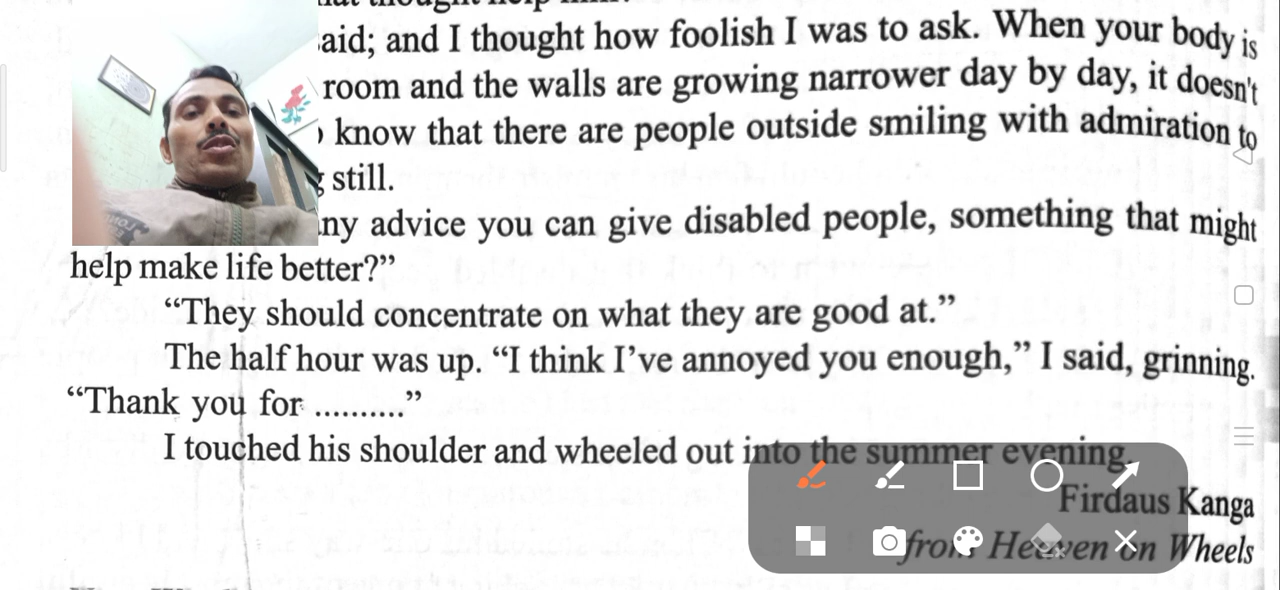 said; and I thought how foolish I was to ask. When your body is
room and the walls are growing narrower day by day, it doesn't
know that there are people outside smiling with admiration to
still.
any advice you can give disabled people, something that might
help make life better?”
“They should concentrate on what they are good at.”
The half hour was up. “I think I’ve annoyed you enough,” I said, grinning.
“Thank you for .........”
I touched his shoulder and wheeled out into the summer evening.
Firdaus Kanga
from Heaven on Wheels